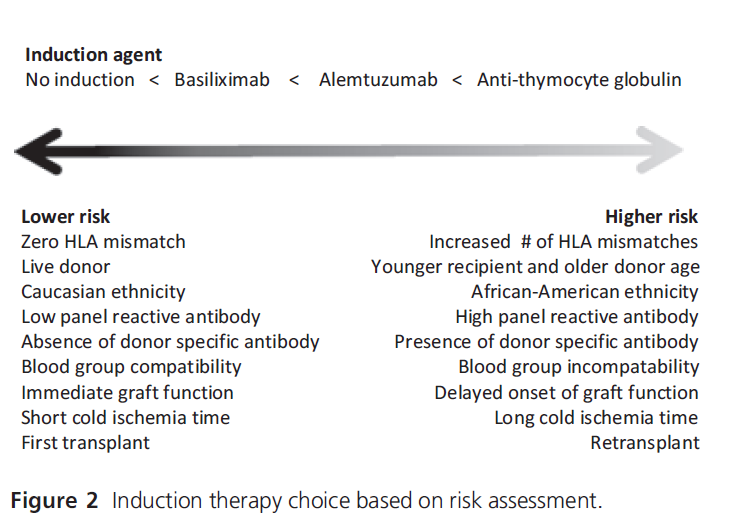 Induction agent
No induction < Basiliximab < Alemtuzumab < Anti-thymocyte globulin
Lower risk Higher risk
Zero HLA mismatch Increased # of HLA mismatches
Live donor Younger recipient and older donor age
Caucasian ethnicity African-American ethnicity
Low panel reactive antibody High panel reactive antibody
Absence of donor specific antibody Presence of donor specific antibody
Blood group compatibility Blood group incompatability
Immediate graft function Delayed onset of graft function
Short cold ischemia time Long cold ischemia time
First transplant Retransplant
Figure 2 Induction therapy choice based on risk assessment.